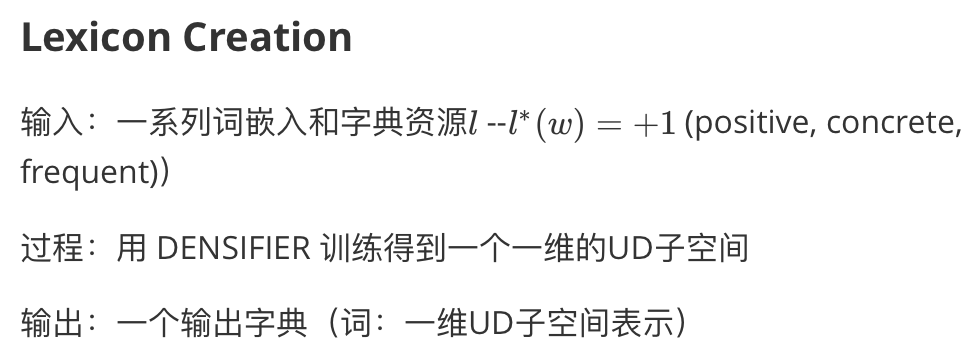 Lexicon Creation
输入：一系列词嵌入和字典资源l --l*(w) = +1 (positive, concrete,
frequent))
过程：用 DENSIFIER 训练得到一个一维的UD子空间
输出：一个输出字典（词：一维UD子空间表示）